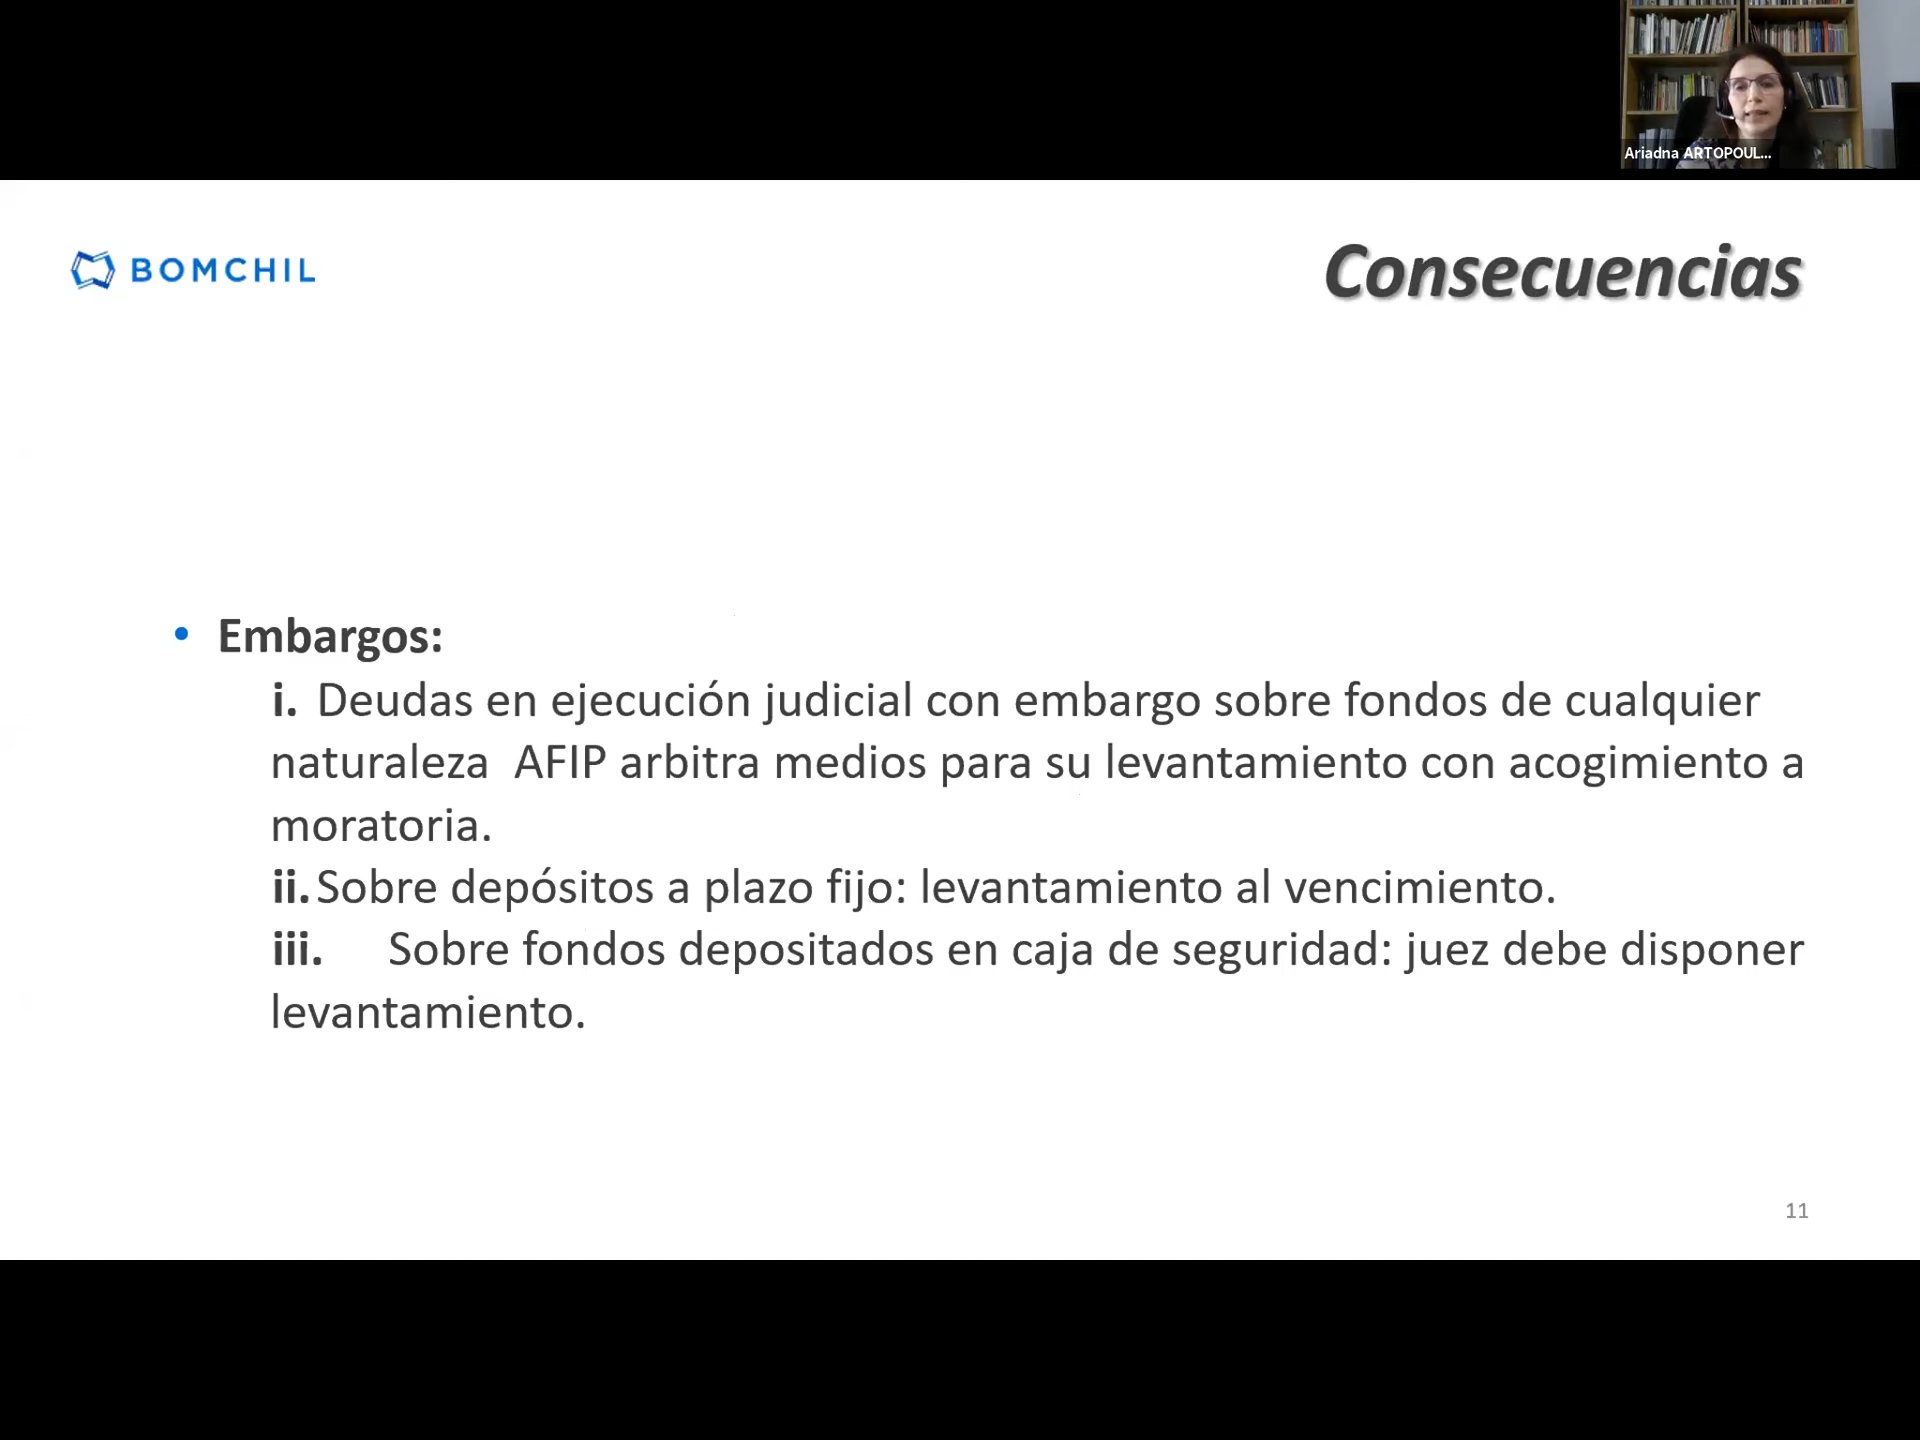 Ariadna ARTOPOUL...
BOMCHIL
Consecuencias
• Embargos:
i. Deudas en ejecución judicial con embargo sobre fondos de cualquier
naturaleza  AFIP arbitra medios para su levantamiento con acogimiento a
moratoria.
ii. Sobre depósitos a plazo fijo: levantamiento al vencimiento.
iii. Sobre fondos depositados en caja de seguridad: juez debe disponer
levantamiento.
11